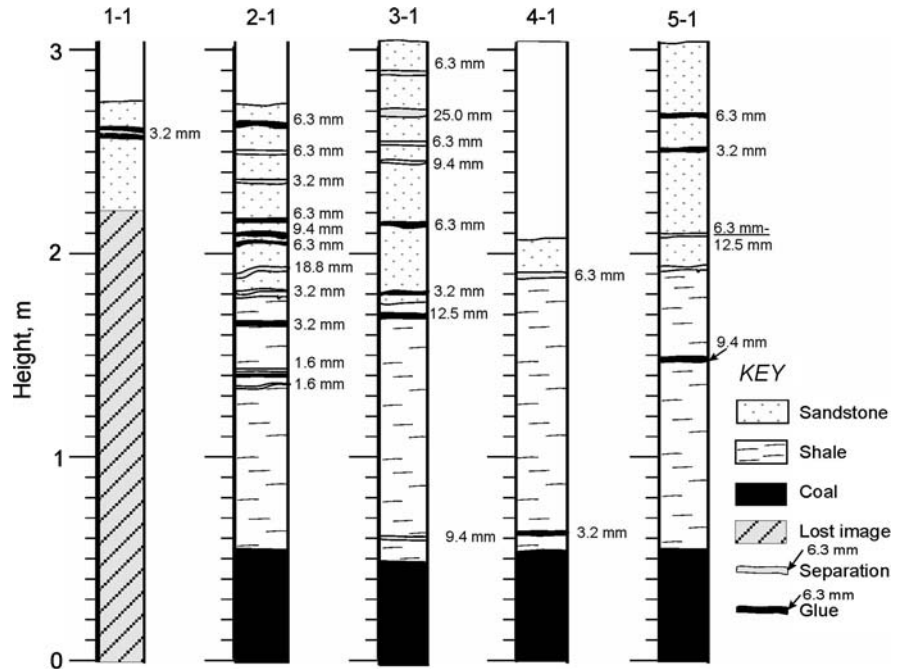 1-1
2-1
3-1
4-1
5-1
3
2
1
0
Height, m
3.2 mm
6.3 mm
6.3 mm
3.2 mm
6.3 mm
9.4 mm
6.3 mm
18.8 mm
3.2 mm
3.2 mm
1.6 mm
1.6 mm
6.3 mm
25.0 mm
6.3 mm
9.4 mm
6.3 mm
3.2 mm
12.5 mm
9.4 mm
6.3 mm
3.2 mm
6.3 mm
3.2 mm
6.3 mm-
12.5 mm
9.4 mm
KEY
Sandstone
Shale
Coal
Lost image
6.3 mm
Separation
6.3 mm
Glue